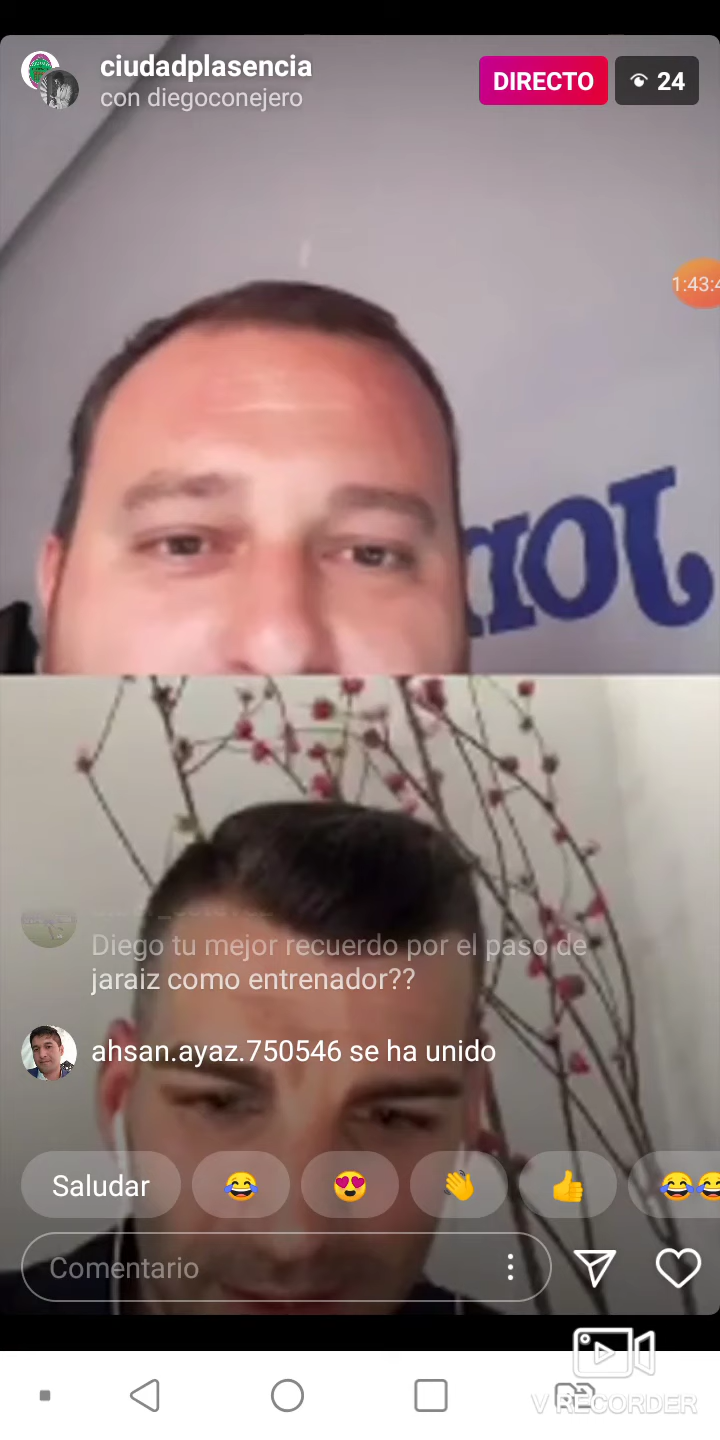 ciudadplasencia
con diegoconejero
DIRECTO
24
1:43:4
Jo
Diego tu mejor recuerdo por el paso de
jaraiz como entrenador??
ahsan.ayaz.750546 se ha unido
Saludar
Comentario
V RECORDER